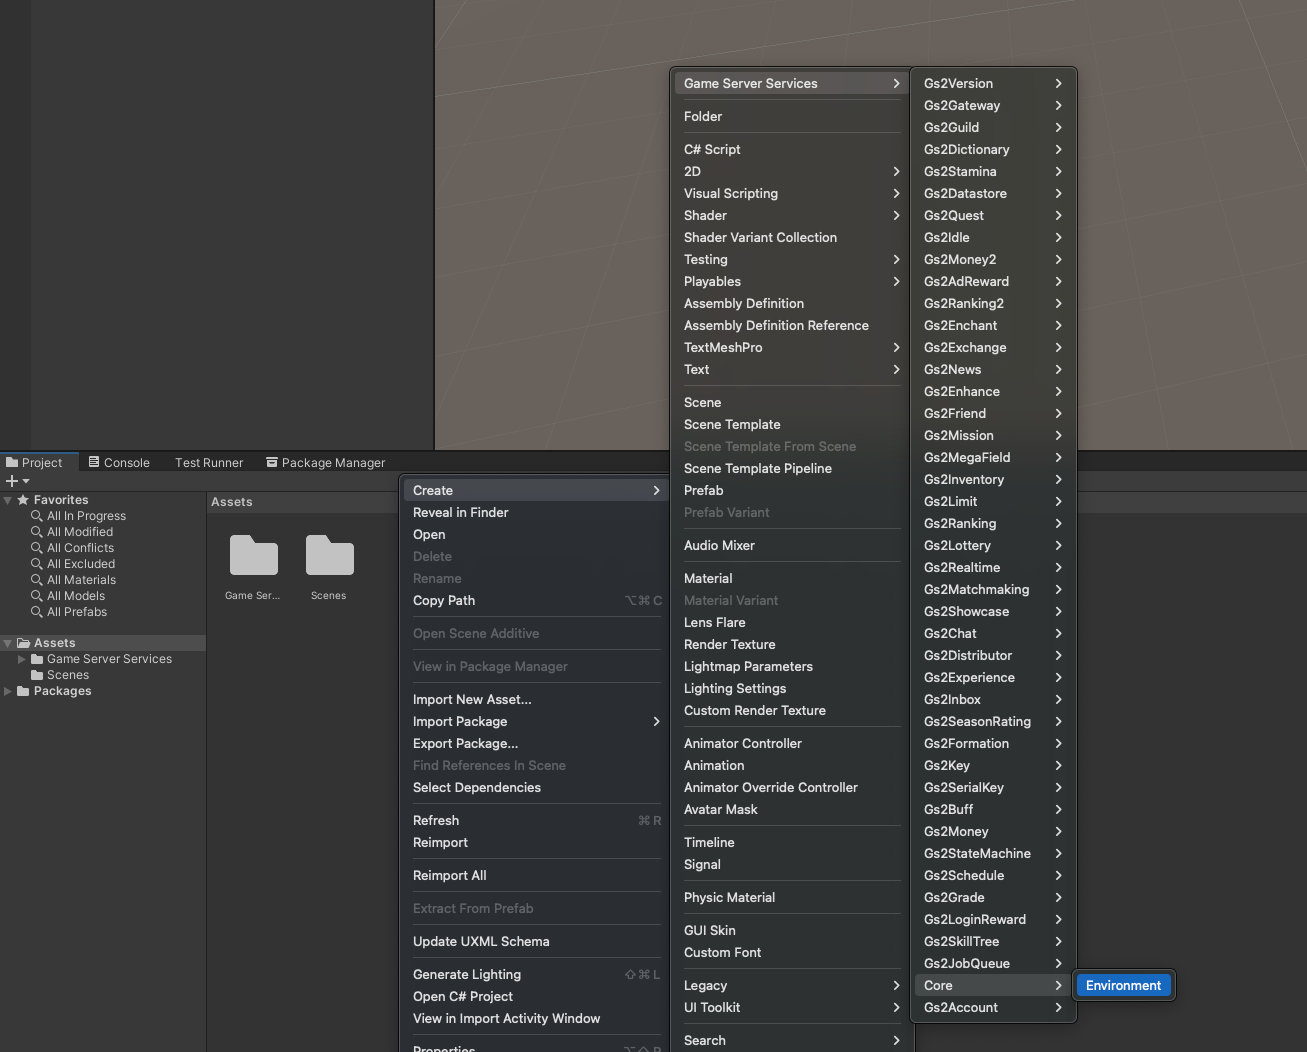 Project
Console
Test Runner
Package Manager
Favorites
All In Progress
All Modified
All Conflicts
All Excluded
All Materials
All Models
All Prefabs
Assets
Game Server Services
Scenes
Packages
Assets
Game Ser...
Scenes
Create
Reveal in Finder
Open
Delete
Rename
Copy Path ⌥⌘C
Open Scene Additive
View in Package Manager
Import New Asset...
Import Package
Export Package...
Find References In Scene
Select Dependencies
Refresh ⌘R
Reimport
Reimport All
Extract From Prefab
Update UXML Schema
Generate Lighting ⇧⌘L
Open C# Project
View in Import Activity Window
Properties...
Game Server Services
Folder
C# Script
2D
Visual Scripting
Shader
Shader Variant Collection
Testing
Playables
Assembly Definition
Assembly Definition Reference
TextMeshPro
Text
Scene
Scene Template
Scene Template From Scene
Scene Template Pipeline
Prefab
Prefab Variant
Audio Mixer
Material
Material Variant
Lens Flare
Render Texture
Lightmap Parameters
Lighting Settings
Custom Render Texture
Animator Controller
Animation
Animator Override Controller
Avatar Mask
Timeline
Signal
Physic Material
GUI Skin
Custom Font
Legacy
UI Toolkit
Search
Gs2Version
Gs2Gateway
Gs2Guild
Gs2Dictionary
Gs2Stamina
Gs2Datastore
Gs2Quest
Gs2Idle
Gs2Money2
Gs2AdReward
Gs2Ranking2
Gs2Enchant
Gs2Exchange
Gs2News
Gs2Enhance
Gs2Friend
Gs2Mission
Gs2MegaField
Gs2Inventory
Gs2Limit
Gs2Ranking
Gs2Lottery
Gs2Realtime
Gs2Matchmaking
Gs2Showcase
Gs2Chat
Gs2Distributor
Gs2Experience
Gs2Inbox
Gs2SeasonRating
Gs2Formation
Gs2Key
Gs2SerialKey
Gs2Buff
Gs2Money
Gs2StateMachine
Gs2Schedule
Gs2Grade
Gs2LoginReward
Gs2SkillTree
Gs2JobQueue
Core
Gs2Account
Environment